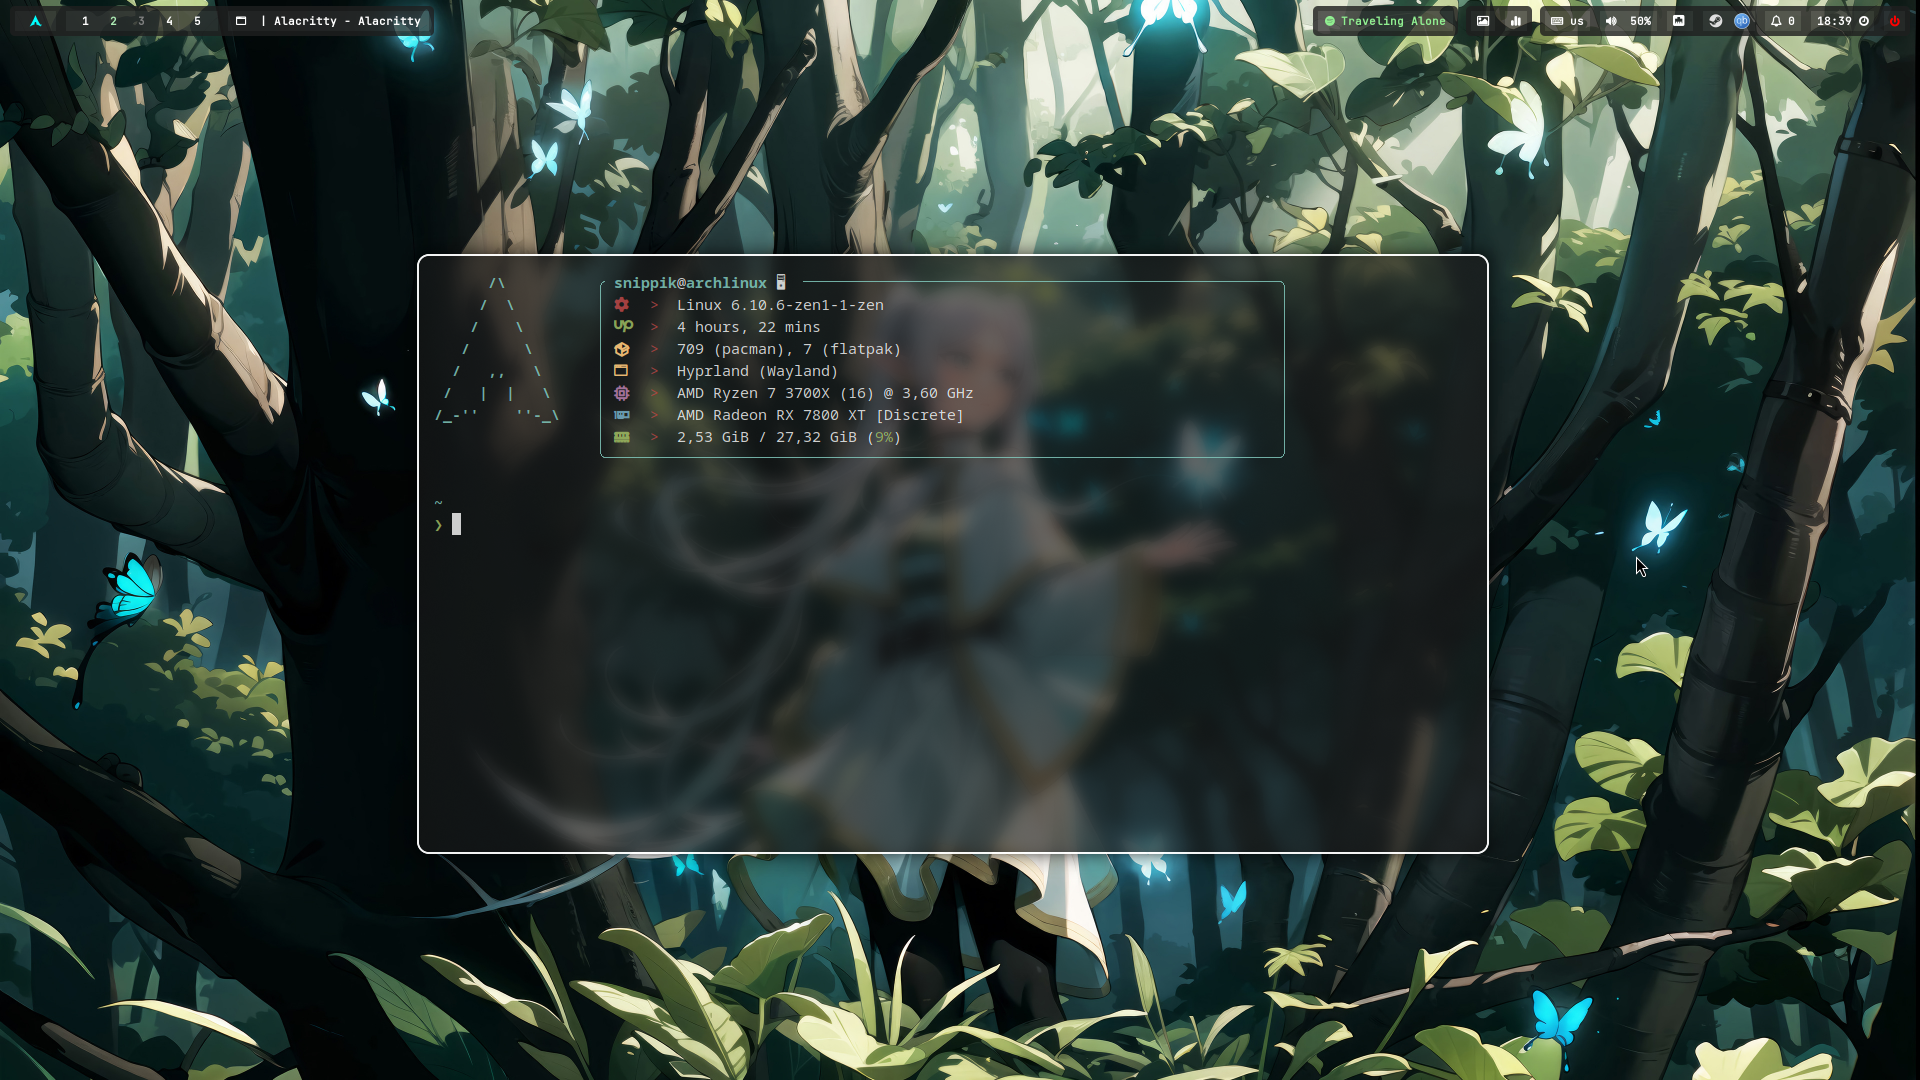 1 2 3 4 5 | Alacritty - Alacritty
Traveling Alone us 50% 0 18:39
snippik@archlinux
> Linux 6.10.6-zen1-1-zen
UP > 4 hours, 22 mins
> 709 (pacman), 7 (flatpak)
> Hyprland (Wayland)
> AMD Ryzen 7 3700X (16) @ 3,60 GHz
> AMD Radeon RX 7800 XT [Discrete]
> 2,53 GiB / 27,32 GiB (9%)
~
❯